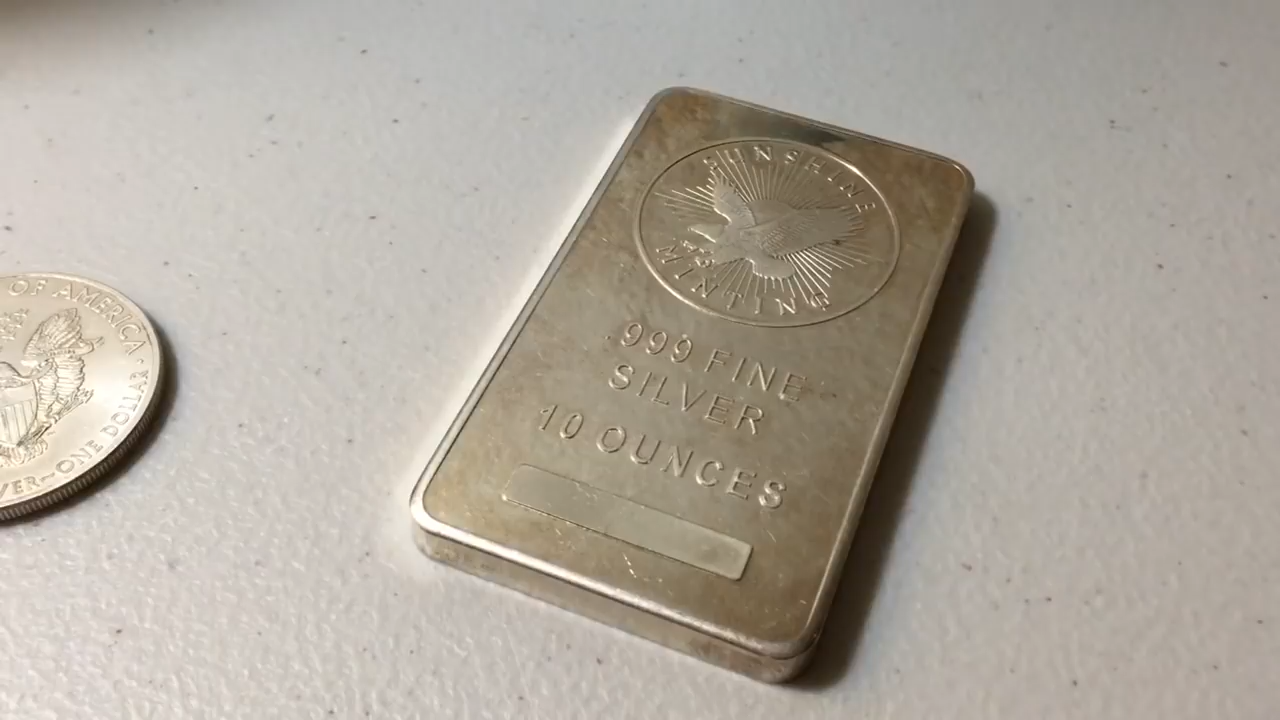 OF AMERICA
ONE DOLLAR
SUNSHINE
MINTING
.999 FINE
SILVER
10 OUNCES